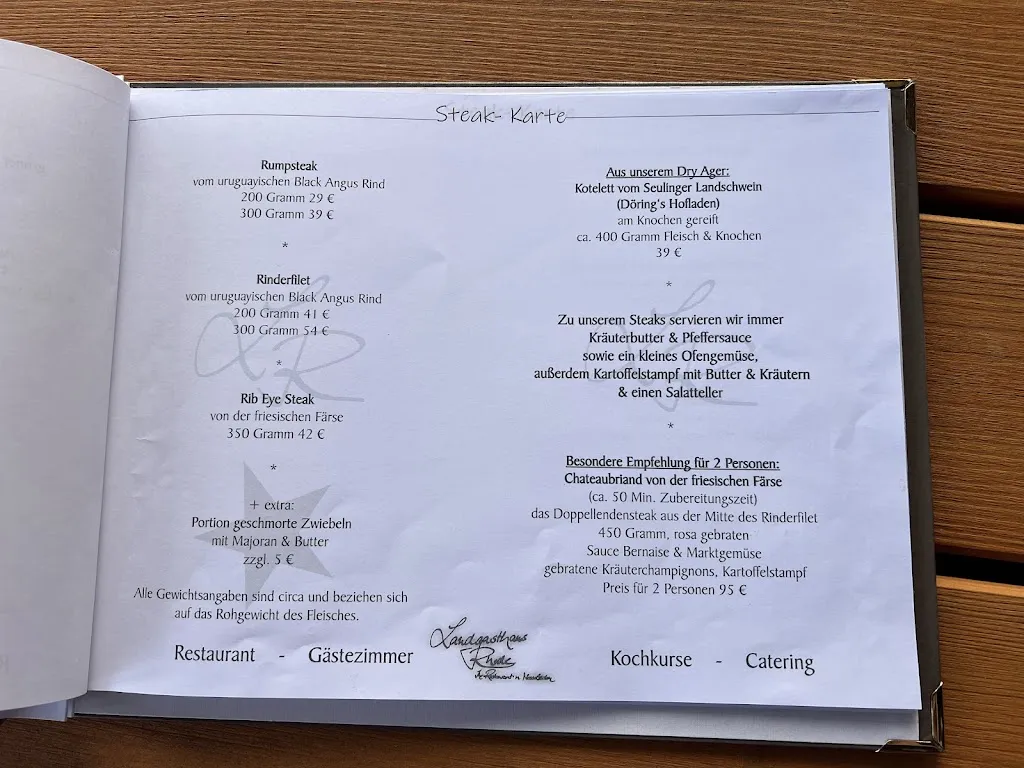 Steak- Karte
Rumpsteak
vom uruguayischen Black Angus Rind
200 Gramm 29 €
300 Gramm 39 €
*
Rinderfilet
vom uruguayischen Black Angus Rind
200 Gramm 41 €
300 Gramm 54 €
*
Rib Eye Steak
von der friesischen Färse
350 Gramm 42 €
*
+ extra:
Portion geschmorte Zwiebeln
mit Majoran & Butter
zzgl. 5 €
Alle Gewichtsangaben sind circa und beziehen sich
auf das Rohgewicht des Fleisches.
Aus unserem Dry Ager:
Kotelett vom Seulinger Landschwein
(Döring's Hofladen)
am Knochen gereift
ca. 400 Gramm Fleisch & Knochen
39 €
*
Zu unserem Steaks servieren wir immer
Kräuterbutter & Pfeffersauce
sowie ein kleines Ofengemüse,
außerdem Kartoffelstampf mit Butter & Kräutern
& einen Salatteller
*
Besondere Empfehlung für 2 Personen:
Chateaubriand von der friesischen Färse
(ca. 50 Min. Zubereitungszeit)
das Doppellendensteak aus der Mitte des Rinderfilet
450 Gramm, rosa gebraten
Sauce Bernaise & Marktgemüse
gebratene Kräuterchampignons, Kartoffelstampf
Preis für 2 Personen 95 €
Restaurant - Gästezimmer
Landgasthaus
Rhode
Kochkurse - Catering